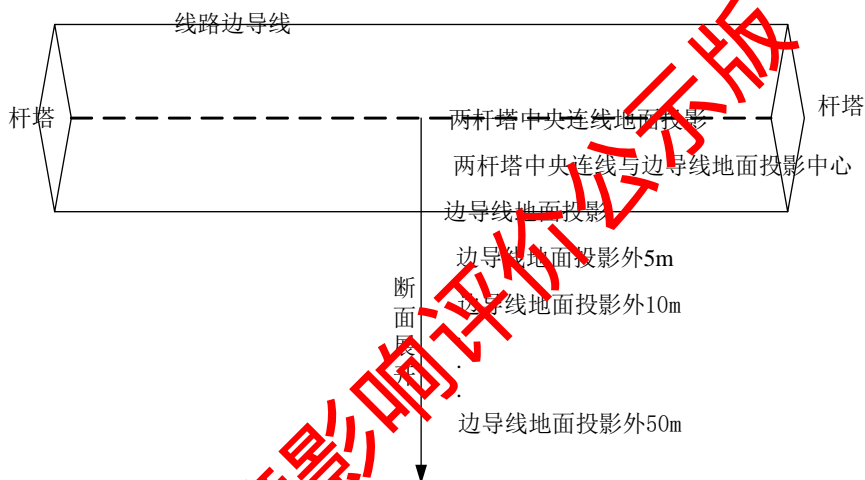 线路边导线
杆塔
杆塔
两杆塔中央连线地面投影
两杆塔中央连线与边导线地面投影中心
边导线地面投影
边导线地面投影外5m
断面展开
边导线地面投影外10m
.
.
.
边导线地面投影外50m
影响评价公示版